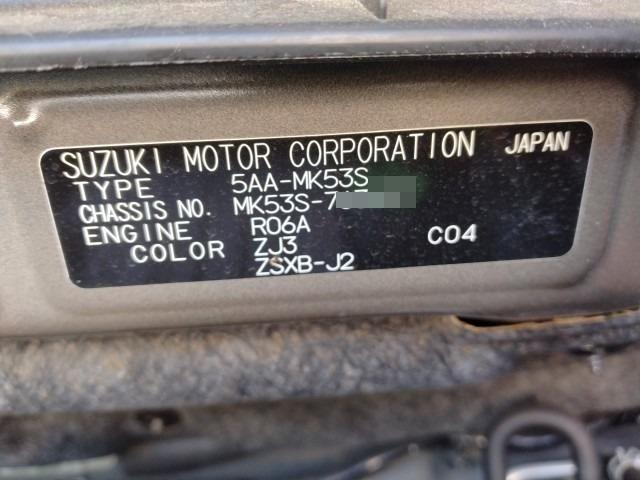 SUZUKI MOTOR CORPORATION JAPAN
TYPE 5AA-MK53S
CHASSIS NO. MK53S-7
ENGINE R06A
COLOR ZJ3 C04
ZSXB-J2